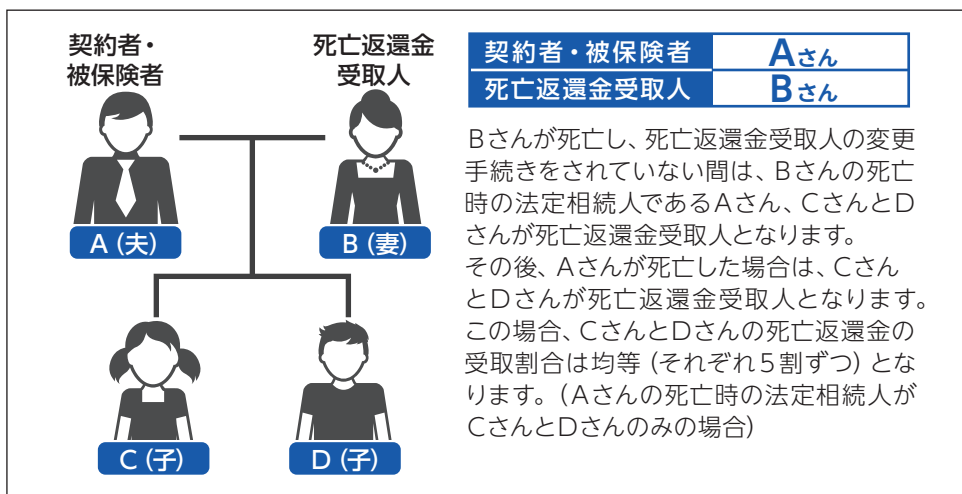 契約者・
被保険者
死亡返還金
受取人
A（夫）
B（妻）
C（子）
D（子）
契約者・被保険者 Aさん
死亡返還金受取人 Bさん
Bさんが死亡し、死亡返還金受取人の変更
手続きをされていない間は、Bさんの死亡
時の法定相続人であるAさん、CさんとD
さんが死亡返還金受取人となります。
その後、Aさんが死亡した場合は、Cさん
とDさんが死亡返還金受取人となります。
この場合、CさんとDさんの死亡返還金の
受取割合は均等（それぞれ５割ずつ）とな
ります。（Aさんの死亡時の法定相続人が
CさんとDさんのみの場合）